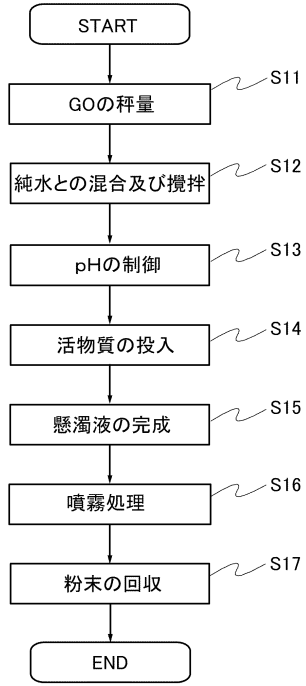 START
GOの秤量
S11
純水との混合及び攪拌
S12
pHの制御
S13
活物質の投入
S14
懸濁液の完成
S15
噴霧処理
S16
粉末の回収
S17
END